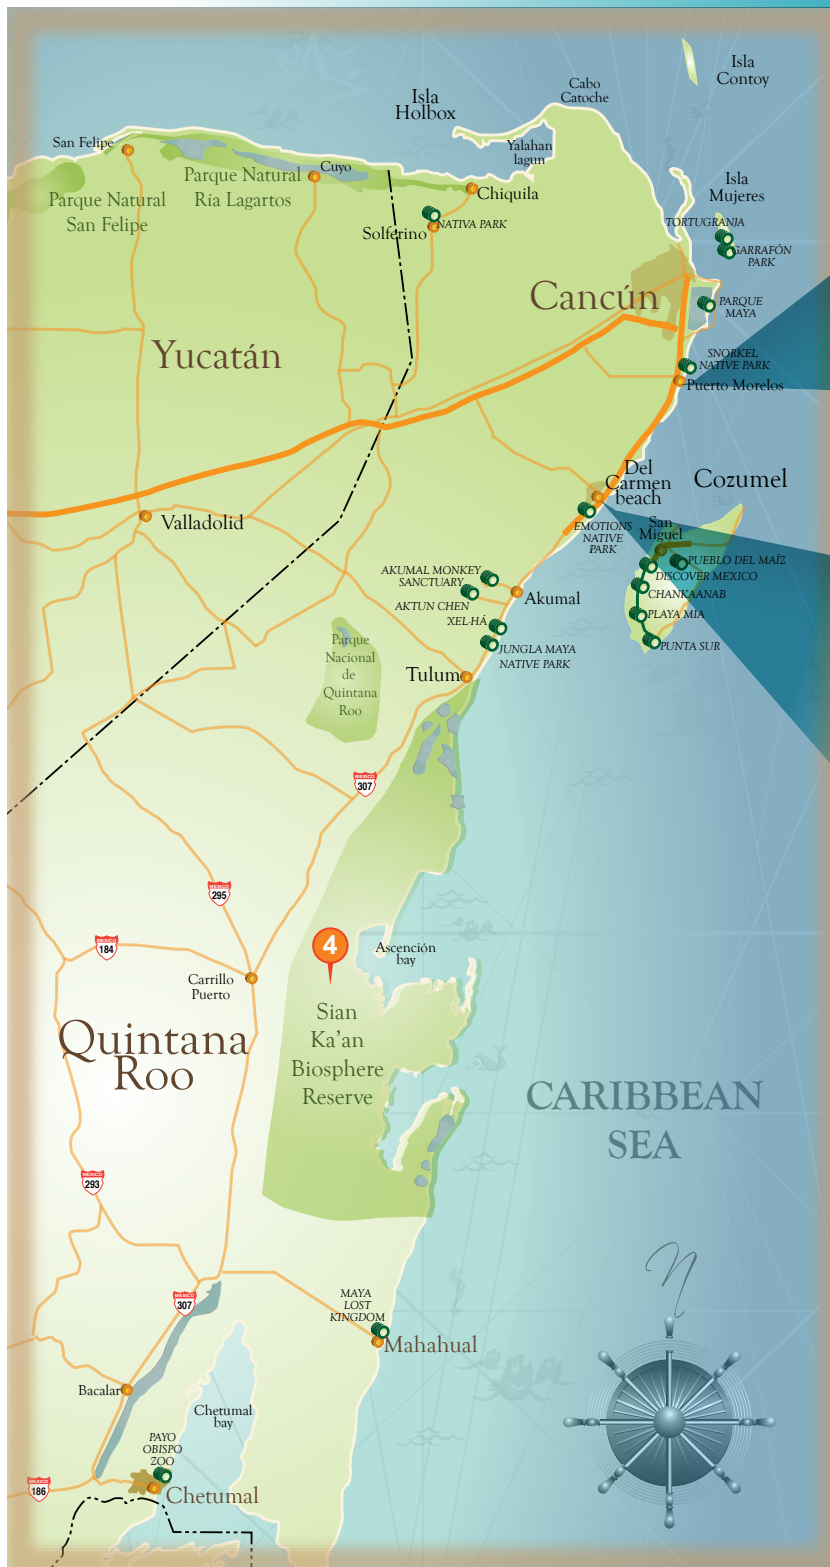 Isla
Contoy
Cabo
Catoche
Isla
Holbox
San Felipe
Yalahan
lagun
Cuyo
Parque Natural
Ría Lagartos
Chiquila
Isla
Mujeres
Parque Natural
San Felipe
NATIVA PARK
Solferino
TORTUGRANJA
GARRAFÓN
PARK
Cancún
PARQUE
MAYA
Yucatán
SNORKEL
NATIVE PARK
Puerto Morelos
Del
Carmen
beach
Cozumel
Valladolid
EMOTIONS
NATIVE
PARK
San
Miguel
PUEBLO DEL MAÍZ
AKUMAL MONKEY
SANCTUARY
DISCOVER MEXICO
CHANKAANAB
AKTUN CHEN
Akumal
PLAYA MIA
XEL-HÁ
Parque
Nacional
de
Quintana
Roo
JUNGLA MAYA
NATIVE PARK
PUNTA SUR
Tulum
MEXICO
307
MEXICO
295
MEXICO
184
4
Ascención
bay
Carrillo
Puerto
Sian
Ka'an
Biosphere
Reserve
Quintana
Roo
CARIBBEAN
SEA
MEXICO
293
N
MEXICO
307
MAYA
LOST
KINGDOM
Mahahual
Bacalar
Chetumal
bay
PAYO
OBISPO
ZOO
MEXICO
186
Chetumal